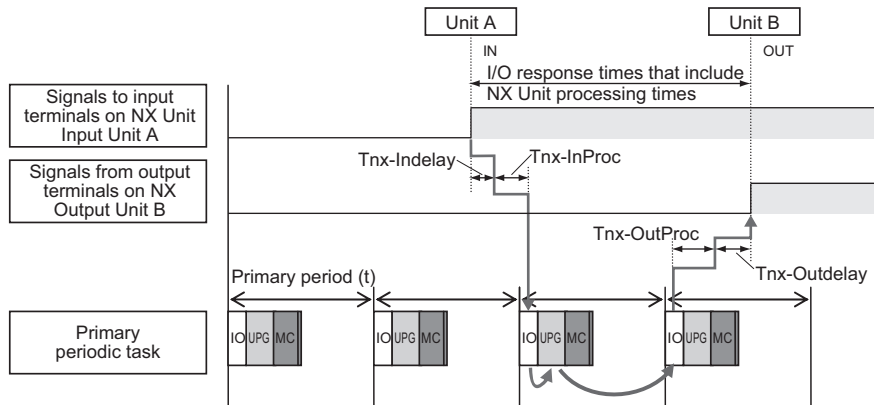 Unit A
Unit B
IN
OUT
I/O response times that include
NX Unit processing times
Signals to input
terminals on NX Unit
Input Unit A
Tnx-Indelay
Tnx-InProc
Signals from output
terminals on NX
Output Unit B
Tnx-OutProc
Tnx-Outdelay
Primary period (t)
Primary
periodic task
IO UPG MC
IO UPG MC
IO UPG MC
IO UPG MC